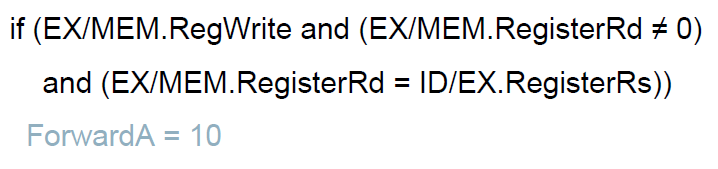 if (EX/MEM.RegWrite and (EX/MEM.RegisterRd ≠ 0)
and (EX/MEM.RegisterRd = ID/EX.RegisterRs))
ForwardA = 10